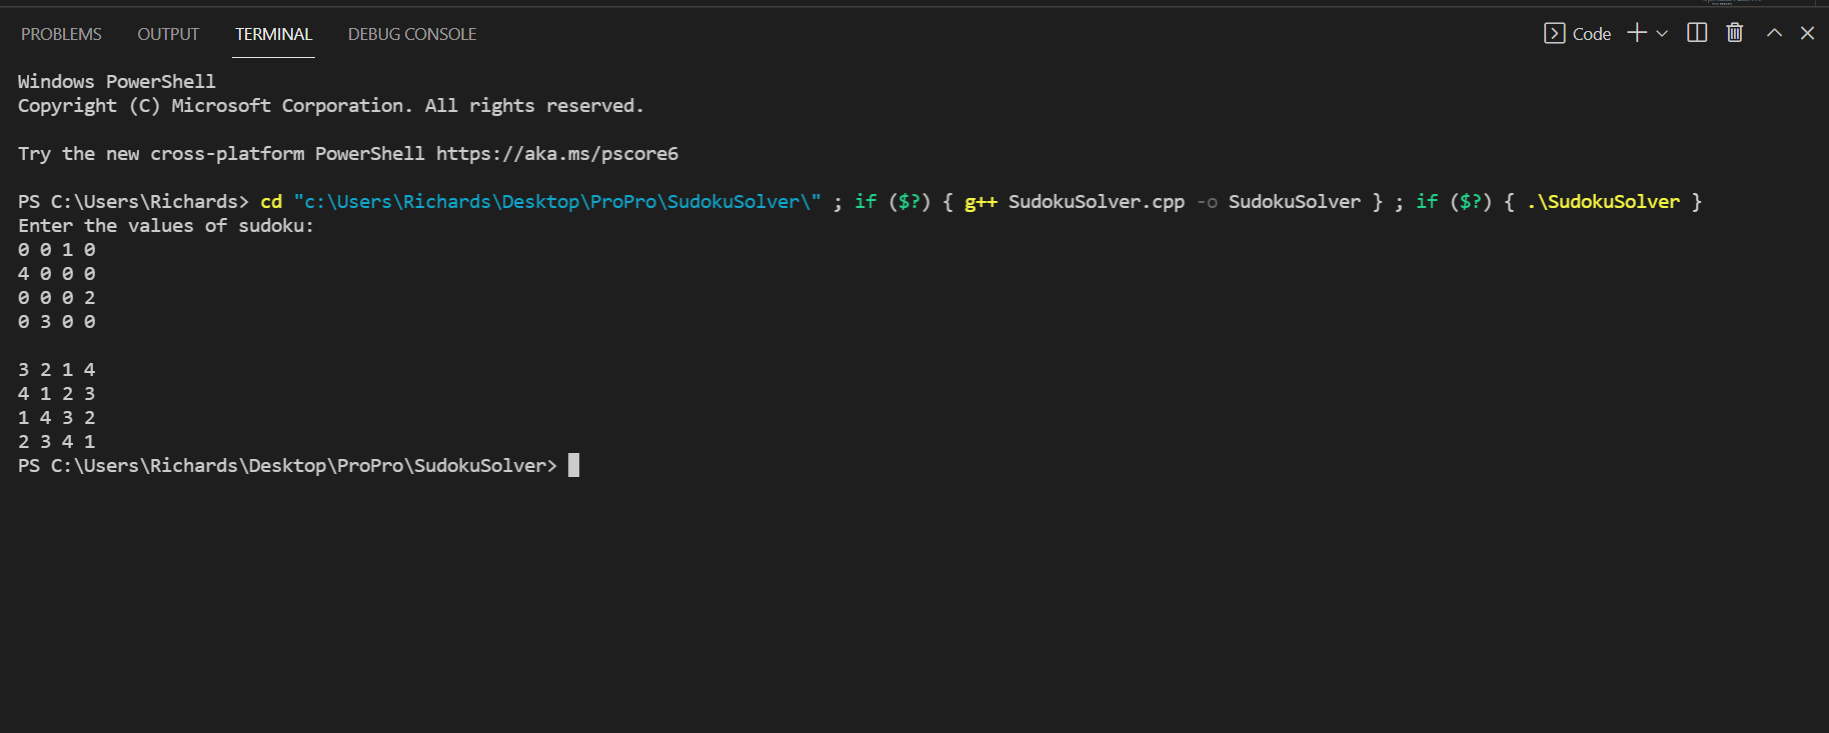 PROBLEMS OUTPUT TERMINAL DEBUG CONSOLE Code
Windows PowerShell
Copyright (C) Microsoft Corporation. All rights reserved.
Try the new cross-platform PowerShell https://aka.ms/pscore6
PS C:\Users\Richards> cd "c:\Users\Richards\Desktop\ProPro\SudokuSolver\" ; if ($?) { g++ SudokuSolver.cpp -o SudokuSolver } ; if ($?) { .\SudokuSolver }
Enter the values of sudoku:
0 0 1 0
4 0 0 0
0 0 0 2
0 3 0 0
3 2 1 4
4 1 2 3
1 4 3 2
2 3 4 1
PS C:\Users\Richards\Desktop\ProPro\SudokuSolver>